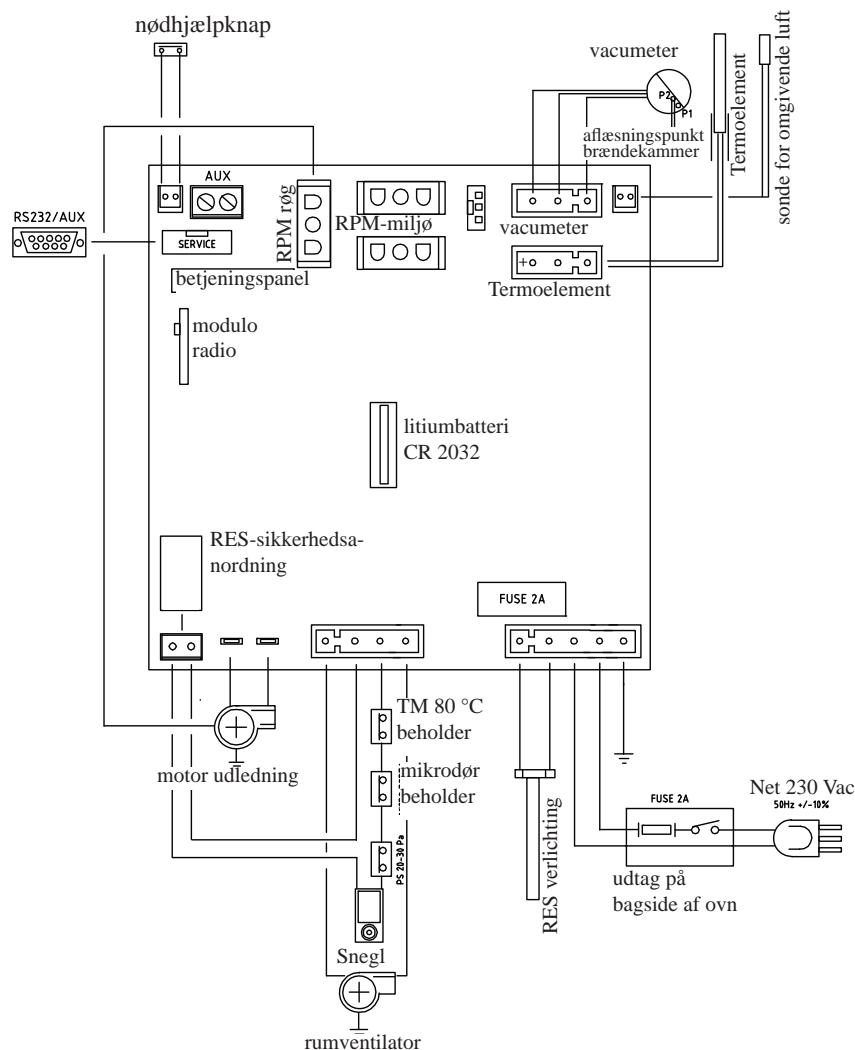 nødhjælpknap
vacumeter
P2
P1
aflæsningspunkt
brændekammer
Termoelement
sonde for omgivende luft
AUX
RS232/AUX
SERVICE
RPM røg
RPM-miljø
vacumeter
betjeningspanel
+
Termoelement
modulo
radio
litiumbatteri
CR 2032
RES-sikkerhedsa-
nordning
FUSE 2A
TM 80 °C
beholder
motor udledning
mikrodør
beholder
PS 20-30 Pa
Snegl
rumventilator
RES verlichting
FUSE 2A
Net 230 Vac
50Hz +/-10%
udtag på
bagside af ovn